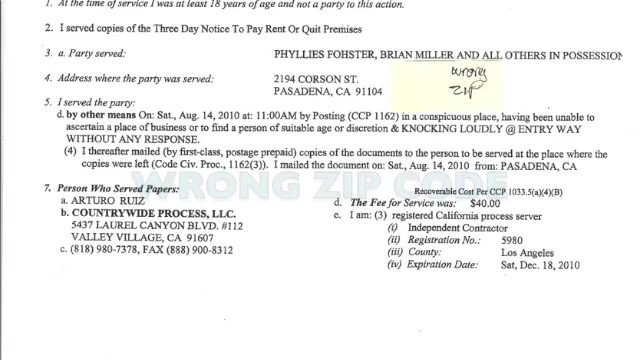 1. At the time of service I was at least 18 years of age and not a party to this action.
2. I served copies of the Three Day Notice To Pay Rent Or Quit Premises
3. a. Party served: PHYLLIES FOHSTER, BRIAN MILLER AND ALL OTHERS IN POSSESSION
wrong
ZIP
4. Address where the party was served: 2194 CORSON ST.
PASADENA, CA 91104
5. I served the party:
d. by other means On: Sat., Aug. 14, 2010 at: 11:00AM by Posting (CCP 1162) in a conspicuous place, having been unable to
ascertain a place of business or to find a person of suitable age or discretion & KNOCKING LOUDLY @ ENTRY WAY
WITHOUT ANY RESPONSE.
(4) I thereafter mailed (by first-class, postage prepaid) copies of the documents to the person to be served at the place where the
copies were left (Code Civ. Proc., 1162(3)). I mailed the document on: Sat., Aug. 14, 2010 from: PASADENA, CA
WRONG ZIP CODE
7. Person Who Served Papers:
a. ARTURO RUIZ
b. COUNTRYWIDE PROCESS, LLC.
5437 LAUREL CANYON BLVD. #112
VALLEY VILLAGE, CA 91607
c. (818) 980-7378, FAX (888) 900-8312
Recoverable Cost Per CCP 1033.5(a)(4)(B)
d. The Fee for Service was: $40.00
e. I am: (3) registered California process server
(i) Independent Contractor
(ii) Registration No.: 5980
(iii) County: Los Angeles
(iv) Expiration Date: Sat, Dec. 18, 2010